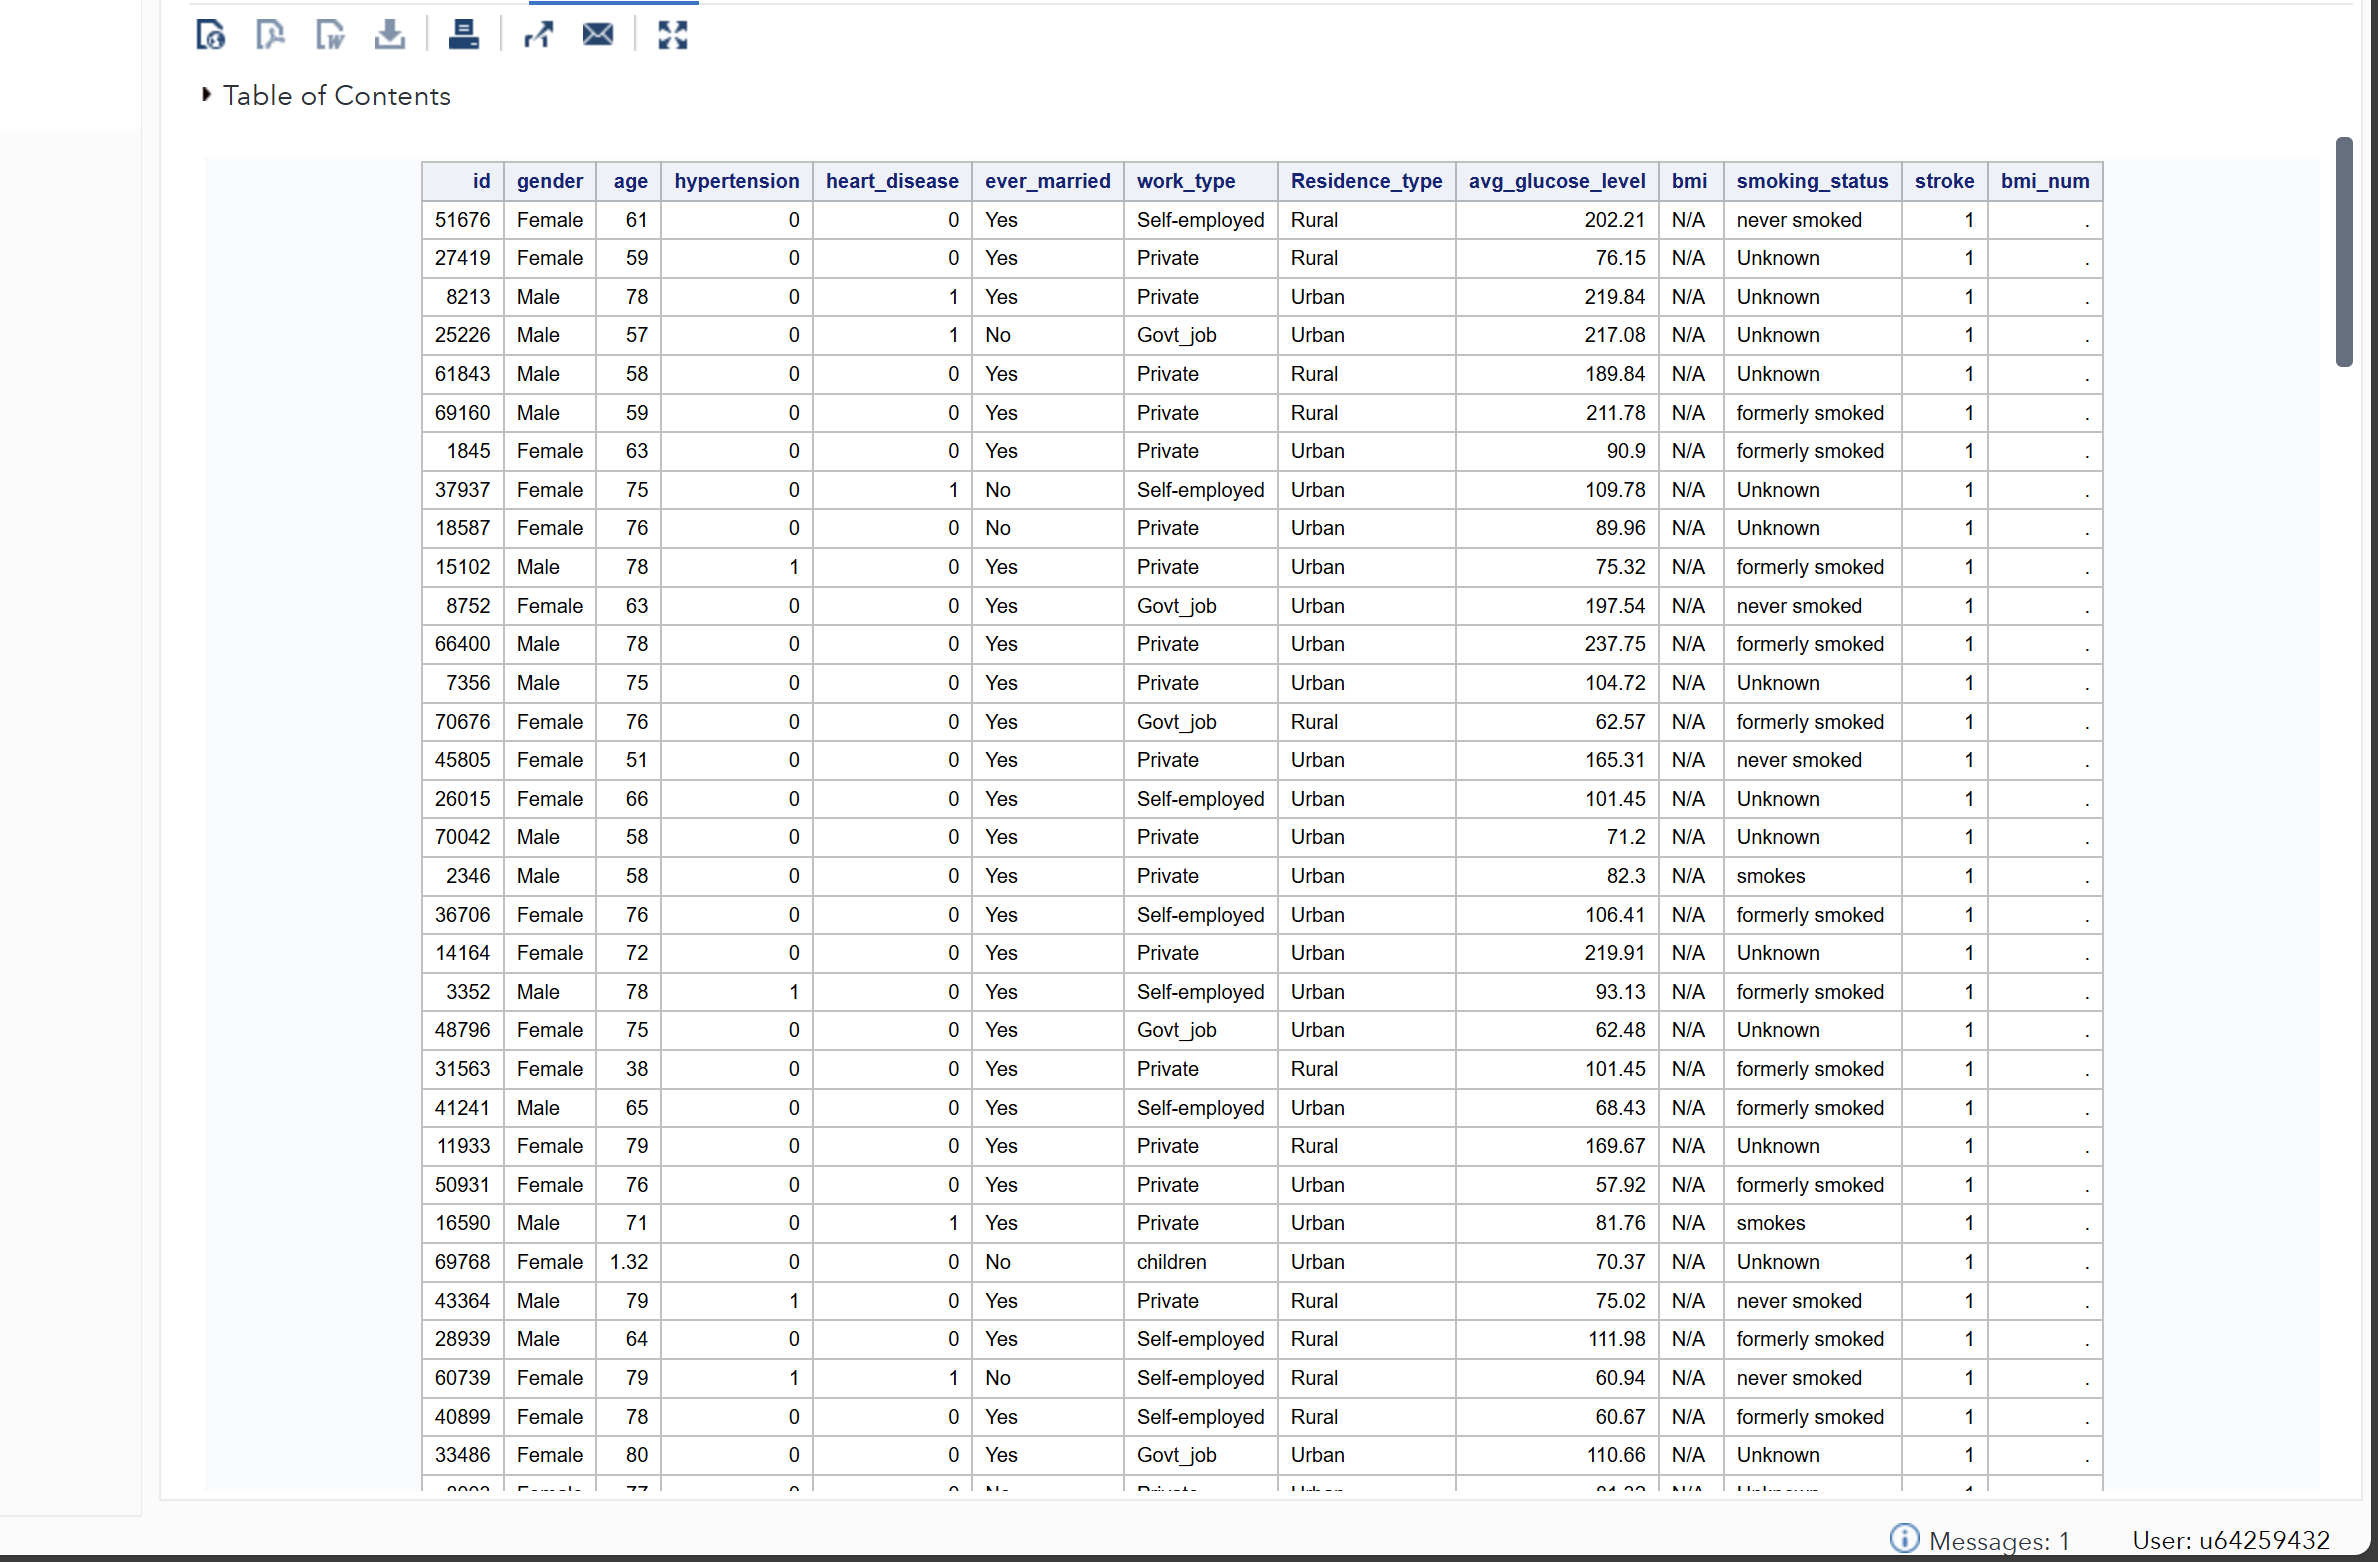 Table of Contents
id gender age hypertension heart_disease ever_married work_type Residence_type avg_glucose_level bmi smoking_status stroke bmi_num
51676 Female 61 0 0 Yes Self-employed Rural 202.21 N/A never smoked 1 .
27419 Female 59 0 0 Yes Private Rural 76.15 N/A Unknown 1 .
8213 Male 78 0 1 Yes Private Urban 219.84 N/A Unknown 1 .
25226 Male 57 0 1 No Govt_job Urban 217.08 N/A Unknown 1 .
61843 Male 58 0 0 Yes Private Rural 189.84 N/A Unknown 1 .
69160 Male 59 0 0 Yes Private Rural 211.78 N/A formerly smoked 1 .
1845 Female 63 0 0 Yes Private Urban 90.9 N/A formerly smoked 1 .
37937 Female 75 0 1 No Self-employed Urban 109.78 N/A Unknown 1 .
18587 Female 76 0 0 No Private Urban 89.96 N/A Unknown 1 .
15102 Male 78 1 0 Yes Private Urban 75.32 N/A formerly smoked 1 .
8752 Female 63 0 0 Yes Govt_job Urban 197.54 N/A never smoked 1 .
66400 Male 78 0 0 Yes Private Urban 237.75 N/A formerly smoked 1 .
7356 Male 75 0 0 Yes Private Urban 104.72 N/A Unknown 1 .
70676 Female 76 0 0 Yes Govt_job Rural 62.57 N/A formerly smoked 1 .
45805 Female 51 0 0 Yes Private Urban 165.31 N/A never smoked 1 .
26015 Female 66 0 0 Yes Self-employed Urban 101.45 N/A Unknown 1 .
70042 Male 58 0 0 Yes Private Urban 71.2 N/A Unknown 1 .
2346 Male 58 0 0 Yes Private Urban 82.3 N/A smokes 1 .
36706 Female 76 0 0 Yes Self-employed Urban 106.41 N/A formerly smoked 1 .
14164 Female 72 0 0 Yes Private Urban 219.91 N/A Unknown 1 .
3352 Male 78 1 0 Yes Self-employed Urban 93.13 N/A formerly smoked 1 .
48796 Female 75 0 0 Yes Govt_job Urban 62.48 N/A Unknown 1 .
31563 Female 38 0 0 Yes Private Rural 101.45 N/A formerly smoked 1 .
41241 Male 65 0 0 Yes Self-employed Urban 68.43 N/A formerly smoked 1 .
11933 Female 79 0 0 Yes Private Rural 169.67 N/A Unknown 1 .
50931 Female 76 0 0 Yes Private Urban 57.92 N/A formerly smoked 1 .
16590 Male 71 0 1 Yes Private Urban 81.76 N/A smokes 1 .
69768 Female 1.32 0 0 No children Urban 70.37 N/A Unknown 1 .
43364 Male 79 1 0 Yes Private Rural 75.02 N/A never smoked 1 .
28939 Male 64 0 0 Yes Self-employed Rural 111.98 N/A formerly smoked 1 .
60739 Female 79 1 1 No Self-employed Rural 60.94 N/A never smoked 1 .
40899 Female 78 0 0 Yes Self-employed Rural 60.67 N/A formerly smoked 1 .
33486 Female 80 0 0 Yes Govt_job Urban 110.66 N/A Unknown 1 .
Messages: 1 User: u64259432